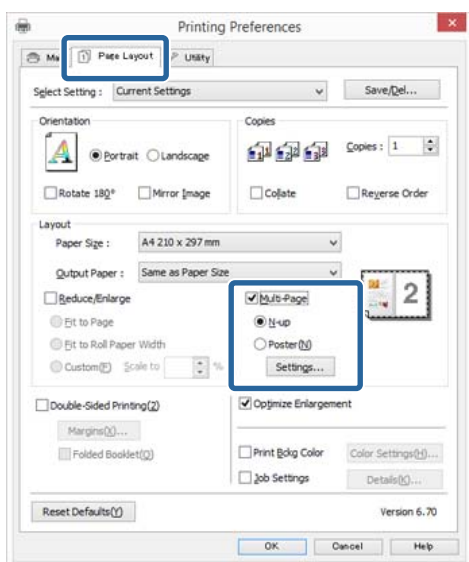 Printing Preferences
Page Layout
Utility
Select Setting : Current Settings Save/Del...
Orientation Copies
Portrait Landscape Copies : 1
Rotate 180° Mirror Image Collate Reverse Order
Layout
Paper Size : A4 210 x 297 mm
Output Paper : Same as Paper Size
Reduce/Enlarge Multi-Page
2
Fit to Page N-up
Fit to Roll Paper Width Poster(N)
Custom(F) Scale to % Settings...
Double-Sided Printing(2) Optimize Enlargement
Margins(X)...
Folded Booklet(Q) Print Bckg Color Color Settings(H)...
Job Settings Details(K)...
Reset Defaults(Y) Version 6.70
OK Cancel Help